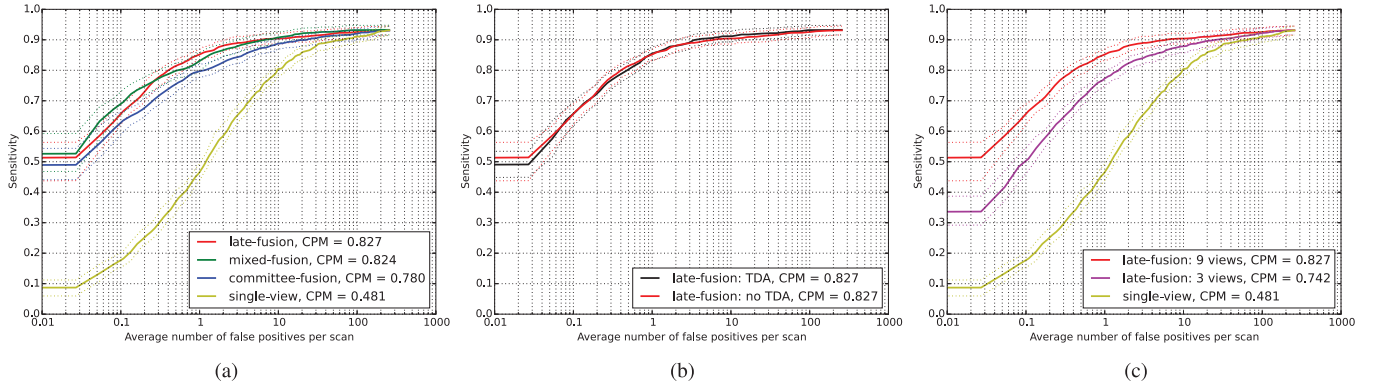 1.0
0.9
0.8
0.7
0.6
0.5
0.4
0.3
0.2
0.1
0.0
Sensitivity
0.01 0.1 1 10 100 1000
Average number of false positives per scan
late-fusion, CPM = 0.827
mixed-fusion, CPM = 0.824
committee-fusion, CPM = 0.780
single-view, CPM = 0.481
(a)
1.0
0.9
0.8
0.7
0.6
0.5
0.4
0.3
0.2
0.1
0.0
Sensitivity
0.01 0.1 1 10 100 1000
Average number of false positives per scan
late-fusion: TDA, CPM = 0.827
late-fusion: no TDA, CPM = 0.827
(b)
1.0
0.9
0.8
0.7
0.6
0.5
0.4
0.3
0.2
0.1
0.0
Sensitivity
0.01 0.1 1 10 100 1000
Average number of false positives per scan
late-fusion: 9 views, CPM = 0.827
late-fusion: 3 views, CPM = 0.742
single-view, CPM = 0.481
(c)